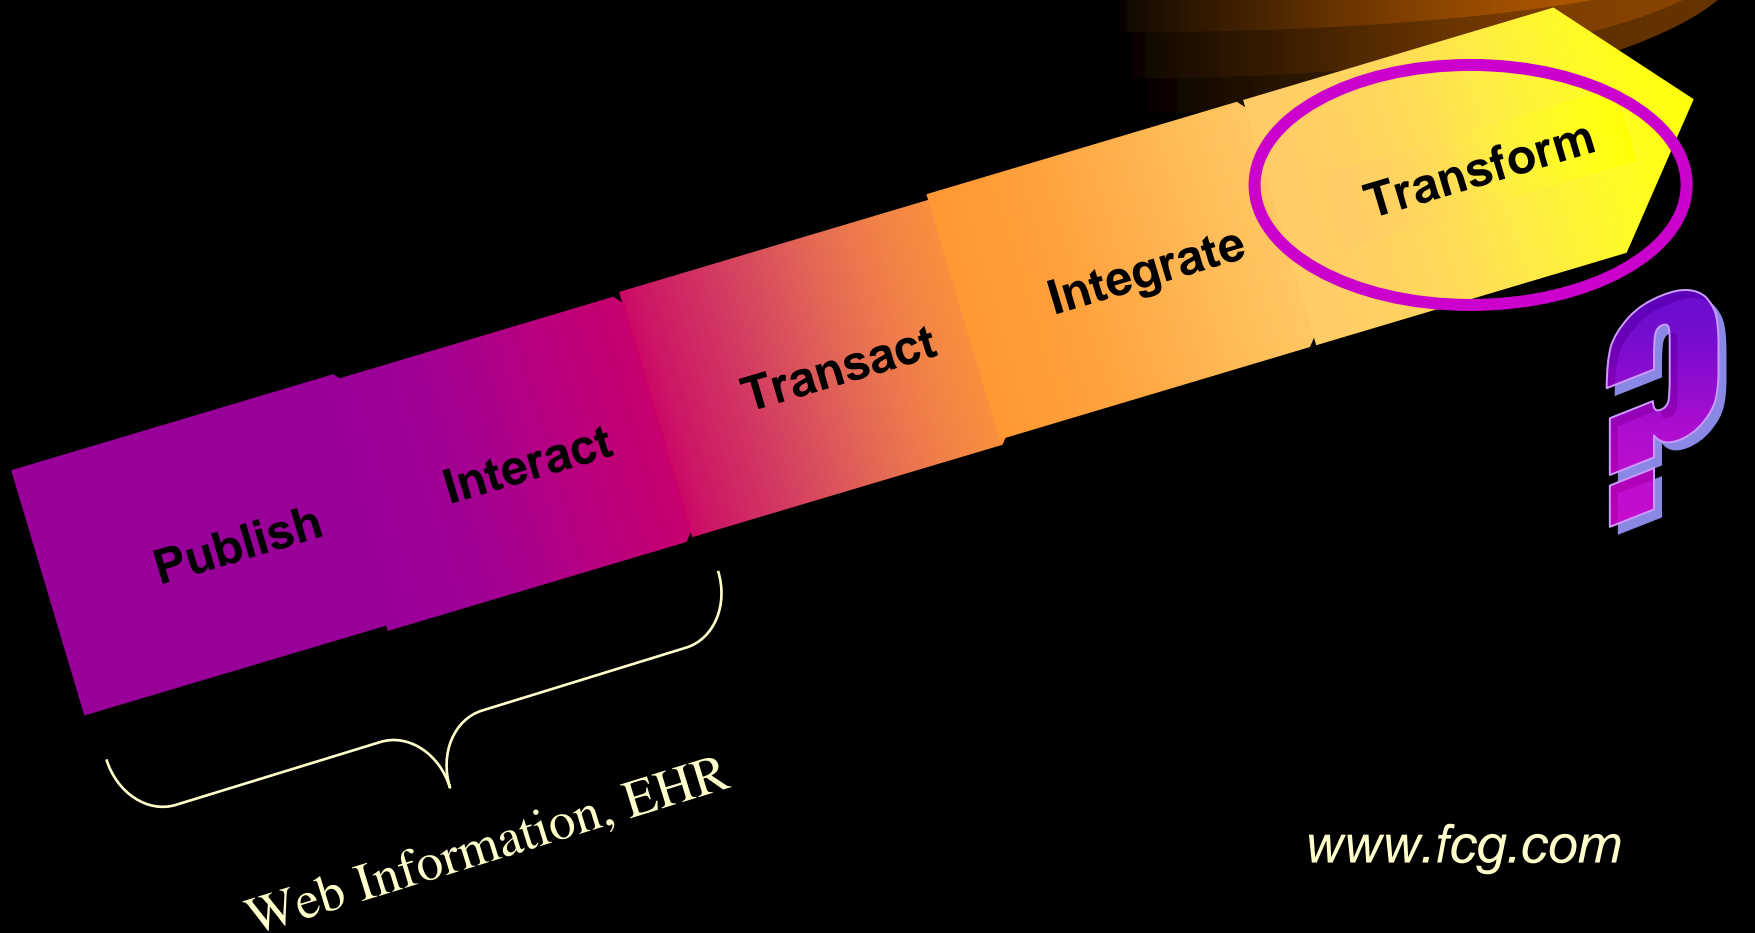 Publish
Interact
Transact
Integrate
Transform
?
Web Information, EHR
www.fcg.com